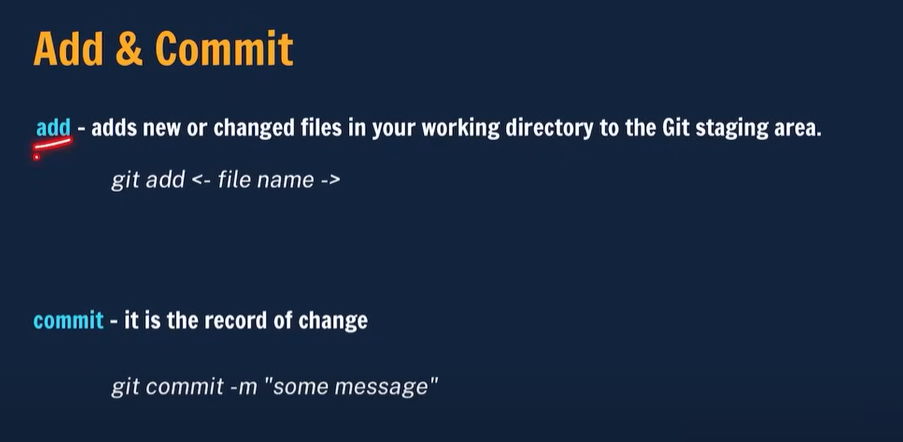 Add & Commit
add - adds new or changed files in your working directory to the Git staging area.
git add <- file name ->
commit - it is the record of change
git commit -m "some message"